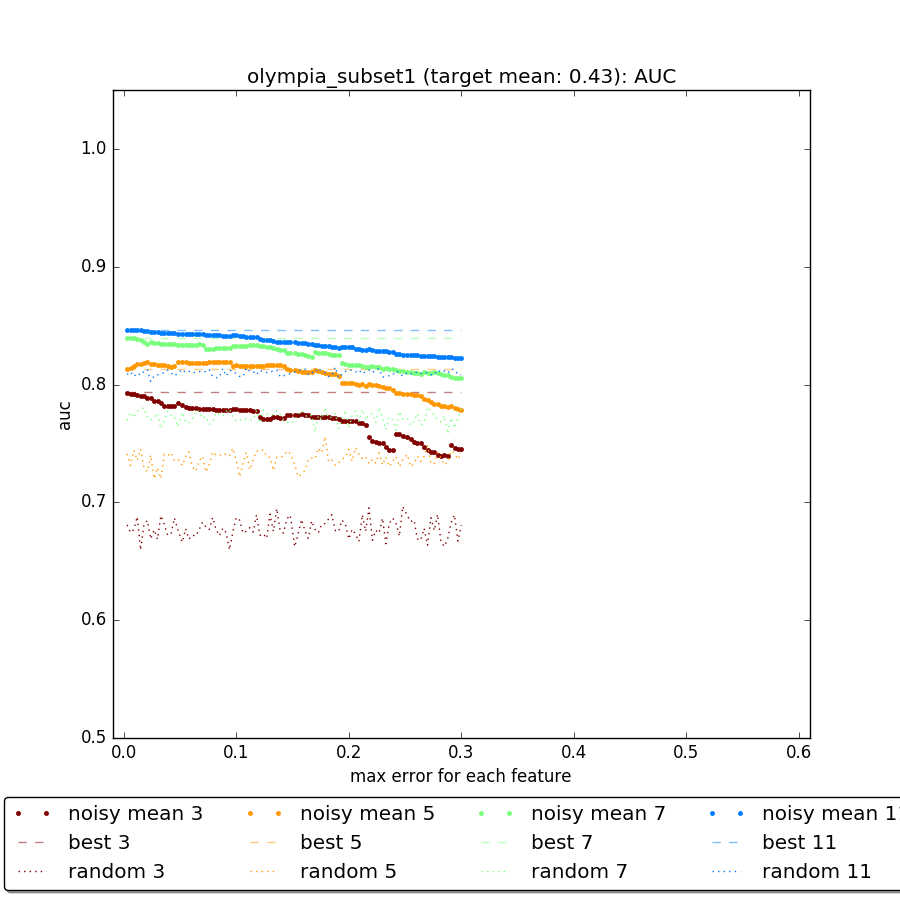 olympia_subset1 (target mean: 0.43): AUC
1.0
0.9
0.8
0.7
0.6
0.5
auc
0.0 0.1 0.2 0.3 0.4 0.5 0.6
max error for each feature
noisy mean 3 noisy mean 5 noisy mean 7 noisy mean 11
best 3 best 5 best 7 best 11
random 3 random 5 random 7 random 11